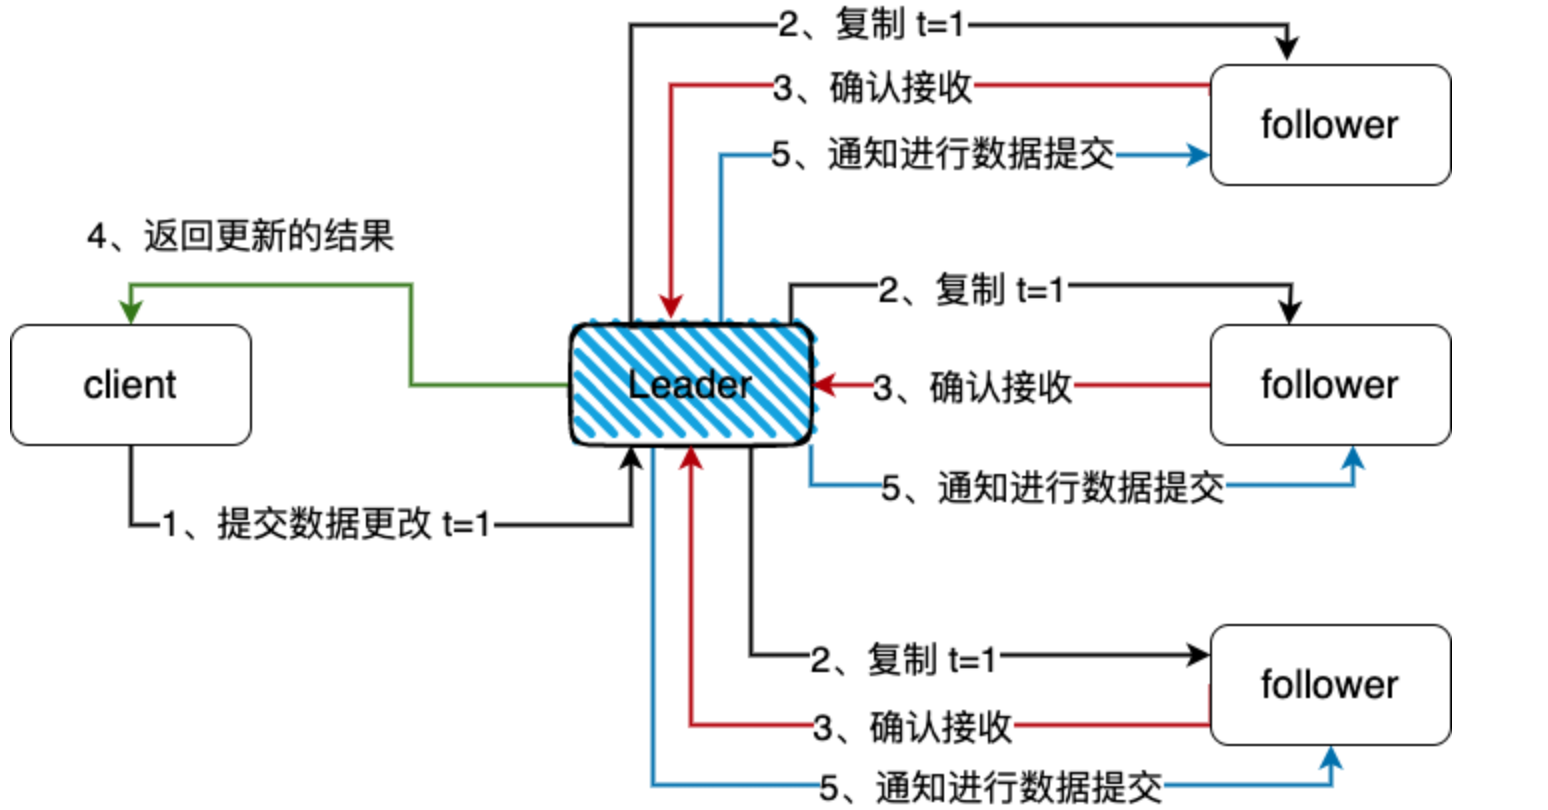 2、复制 t=1
3、确认接收
follower
5、通知进行数据提交
4、返回更新的结果
2、复制 t=1
client
Leader
3、确认接收
follower
5、通知进行数据提交
1、提交数据更改 t=1
2、复制 t=1
follower
3、确认接收
5、通知进行数据提交